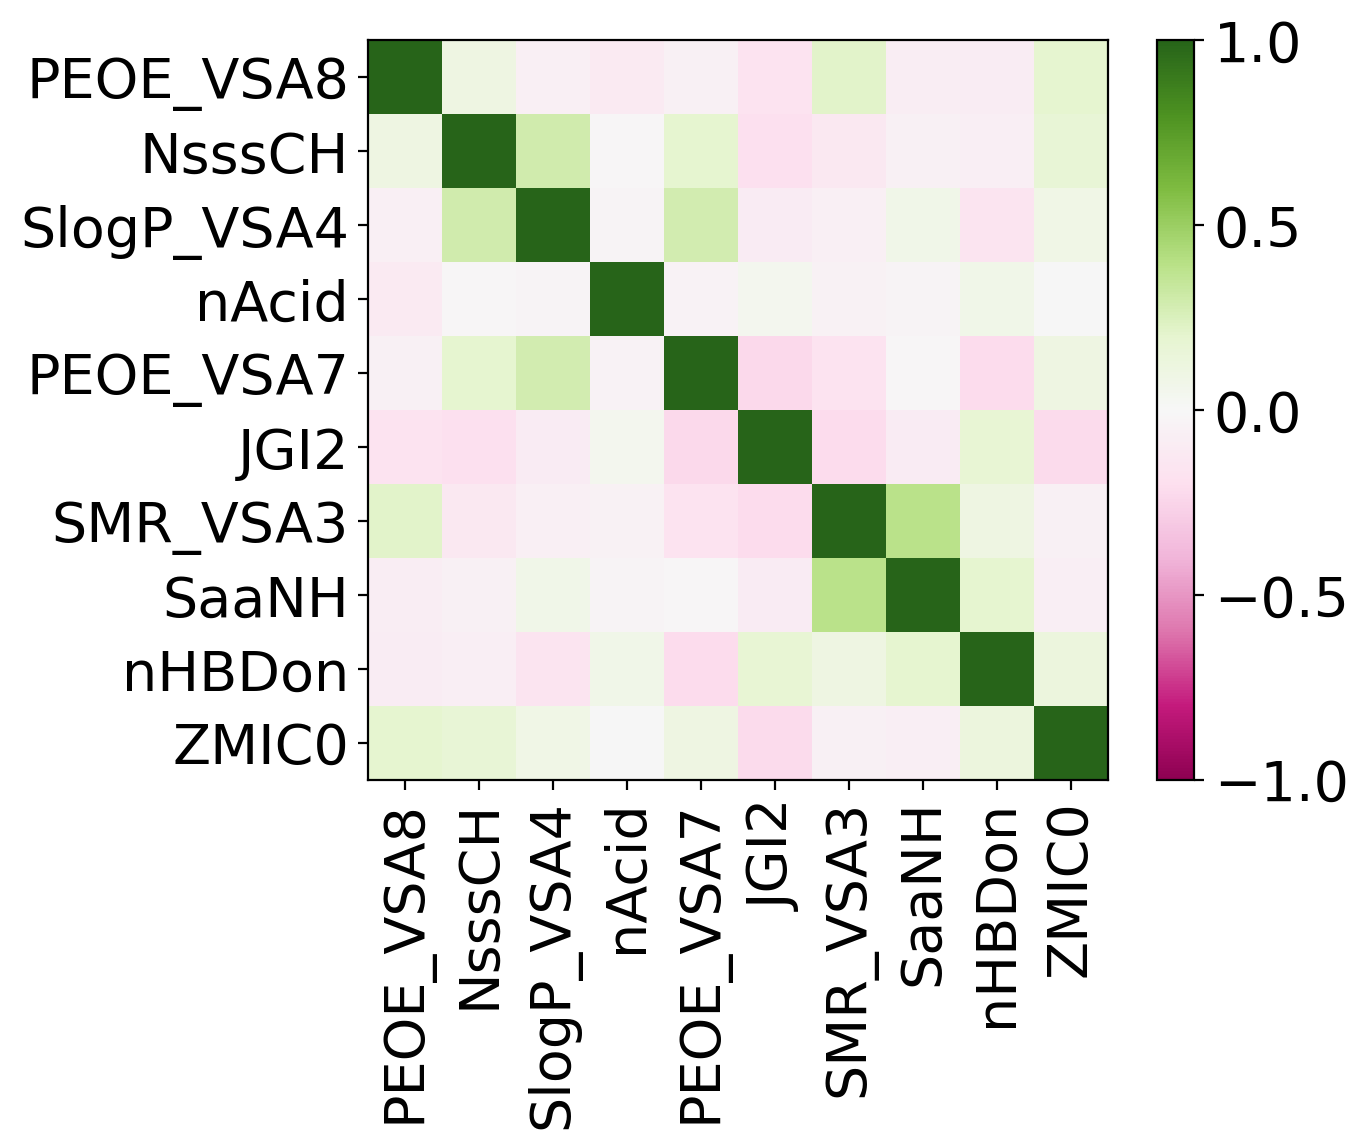 PEOE_VSA8
NsssCH
SlogP_VSA4
nAcid
PEOE_VSA7
JGI2
SMR_VSA3
SaaNH
nHBDon
ZMIC0
PEOE_VSA8
NsssCH
SlogP_VSA4
nAcid
PEOE_VSA7
JGI2
SMR_VSA3
SaaNH
nHBDon
ZMIC0
1.0
0.5
0.0
−0.5
−1.0